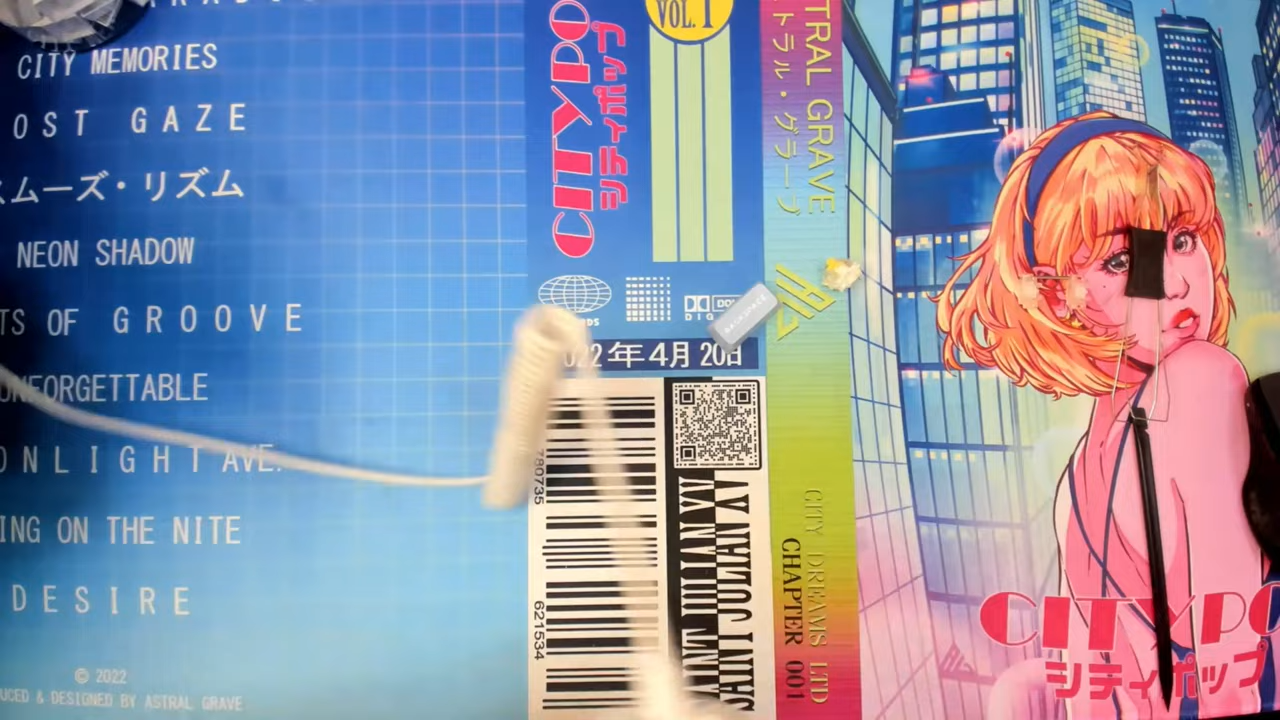 CITY MEMORIES
OST GAZE
スムーズ・リズム
NEON SHADOW
TS OF GROOVE
UNFORGETTABLE
ONLIGHT AVE.
ING ON THE NITE
DESIRE
© 2022
UCED & DESIGNED BY ASTRAL GRAVE
CITYPO
シティポップ
VOL. 1
BACKSPACE
022年4月20日
780735
621534
SAINT JULIAN XV
TRAL GRAVE
トラル・グラーブ
CITY DREAMS LTD
CHAPTER 001
CITYPO
シティポップ